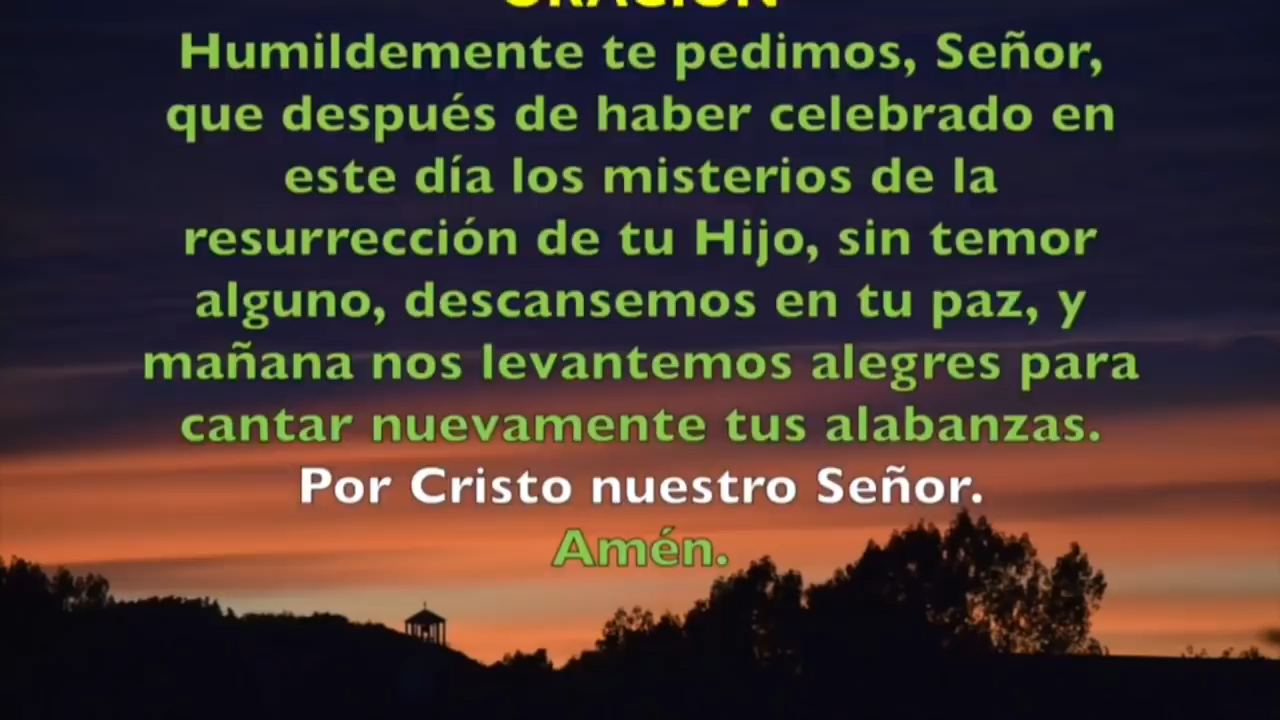 ORACIÓN
Humildemente te pedimos, Señor,
que después de haber celebrado en
este día los misterios de la
resurrección de tu Hijo, sin temor
alguno, descansemos en tu paz, y
mañana nos levantemos alegres para
cantar nuevamente tus alabanzas.
Por Cristo nuestro Señor.
Amén.